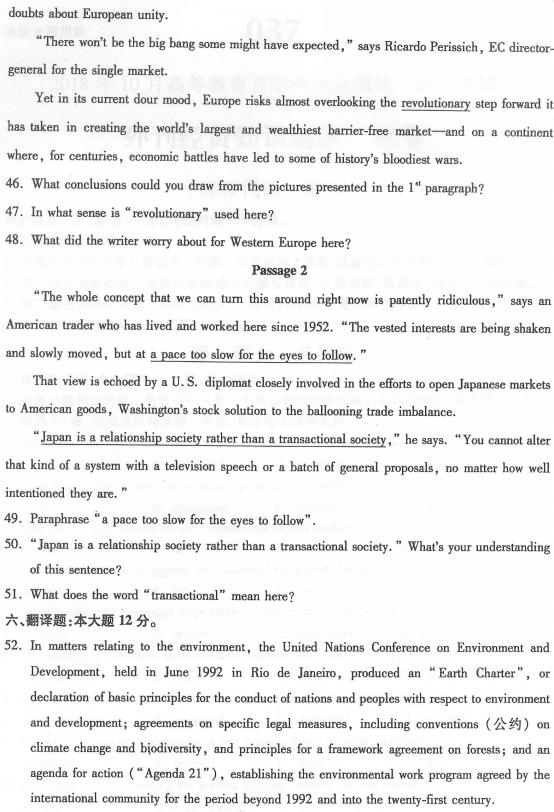 doubts about European unity.
"There won't be the big bang some might have expected," says Ricardo Perissich, EC director-
general for the single market.
Yet in its current dour mood, Europe risks almost overlooking the revolutionary step forward it
has taken in creating the world's largest and wealthiest barrier-free market—and on a continent
where, for centuries, economic battles have led to some of history's bloodiest wars.
46. What conclusions could you draw from the pictures presented in the 1st paragraph?
47. In what sense is "revolutionary" used here?
48. What did the writer worry about for Western Europe here?
Passage 2
"The whole concept that we can turn this around right now is patently ridiculous," says an
American trader who has lived and worked here since 1952. "The vested interests are being shaken
and slowly moved, but at a pace too slow for the eyes to follow."
That view is echoed by a U. S. diplomat closely involved in the efforts to open Japanese markets
to American goods, Washington's stock solution to the ballooning trade imbalance.
"Japan is a relationship society rather than a transactional society," he says. "You cannot alter
that kind of a system with a television speech or a batch of general proposals, no matter how well
intentioned they are."
49. Paraphrase "a pace too slow for the eyes to follow".
50. "Japan is a relationship society rather than a transactional society." What's your understanding
of this sentence?
51. What does the word "transactional" mean here?
六、翻译题:本大题 12 分。
52. In matters relating to the environment, the United Nations Conference on Environment and
Development, held in June 1992 in Rio de Janeiro, produced an "Earth Charter", or
declaration of basic principles for the conduct of nations and peoples with respect to environment
and development; agreements on specific legal measures, including conventions (公约) on
climate change and biodiversity, and principles for a framework agreement on forests; and an
agenda for action ("Agenda 21"), establishing the environmental work program agreed by the
international community for the period beyond 1992 and into the twenty-first century.